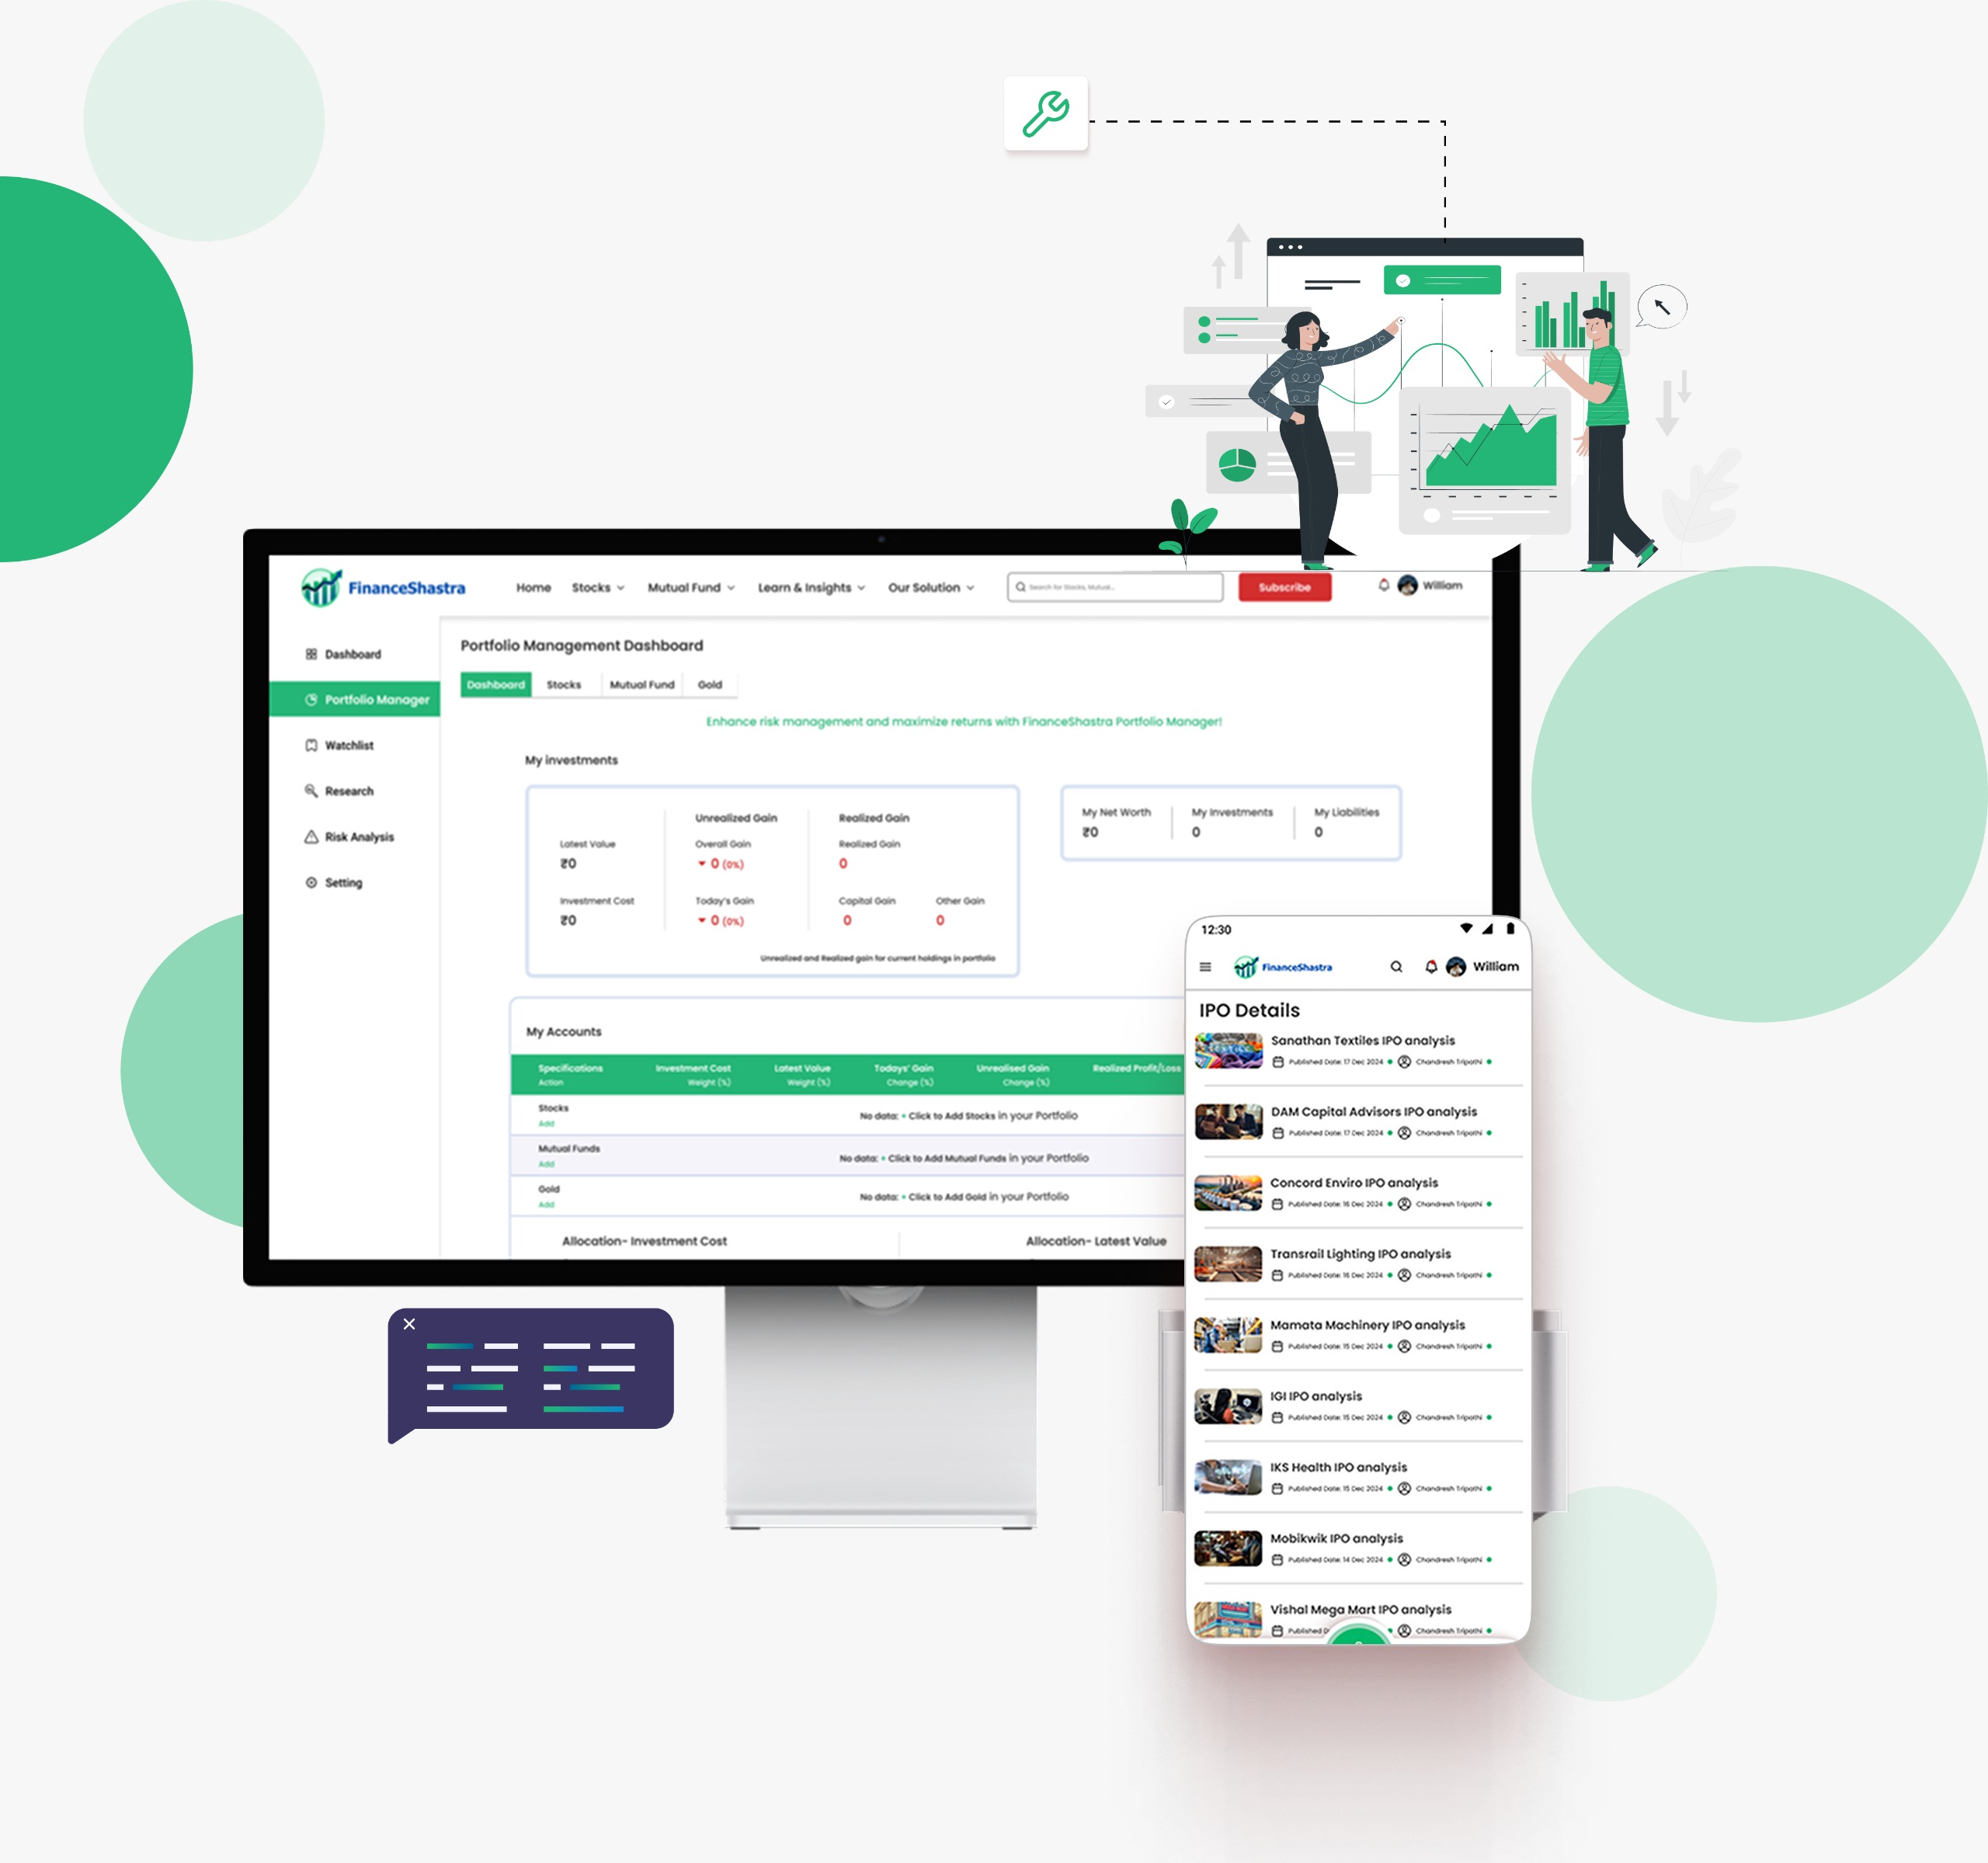 FinanceShastra
Home Stocks Mutual Fund Learn & Insights Our Solution
Search for Stocks, Mutual...
Subscribe
William
Dashboard
Portfolio Manager
Watchlist
Research
Risk Analysis
Setting
Portfolio Management Dashboard
Dashboard Stocks Mutual Fund Gold
Enhance risk management and maximize returns with FinanceShastra Portfolio Manager!
My investments
Unrealized Gain Realized Gain
Latest Value Overall Gain Realized Gain
₹0 0 (0%) 0
Investment Cost Today's Gain Capital Gain Other Gain
₹0 0 (0%) 0 0
Unrealized and Realized gain for current holdings in portfolio
My Net Worth My Investments My Liabilities
₹0 0 0
My Accounts
Specifications Investment Cost Latest Value Todays' Gain Unrealised Gain Realized Profit/Loss
Action Weight (%) Weight (%) Change (%) Change (%)
Stocks
Add
No data: + Click to Add Stocks in your Portfolio
Mutual Funds
Add
No data: + Click to Add Mutual Funds in your Portfolio
Gold
Add
No data: + Click to Add Gold in your Portfolio
Allocation- Investment Cost Allocation- Latest Value
12:30
FinanceShastra
William
IPO Details
Sanathan Textiles IPO analysis
Published Date: 17 Dec 2024 Chandresh Tripathi
DAM Capital Advisors IPO analysis
Published Date: 17 Dec 2024 Chandresh Tripathi
Concord Enviro IPO analysis
Published Date: 16 Dec 2024 Chandresh Tripathi
Transrail Lighting IPO analysis
Published Date: 16 Dec 2024 Chandresh Tripathi
Mamata Machinery IPO analysis
Published Date: 15 Dec 2024 Chandresh Tripathi
IGI IPO analysis
Published Date: 15 Dec 2024 Chandresh Tripathi
IKS Health IPO analysis
Published Date: 15 Dec 2024 Chandresh Tripathi
Mobikwik IPO analysis
Published Date: 14 Dec 2024 Chandresh Tripathi
Vishal Mega Mart IPO analysis
Published D Chandresh Tripathi